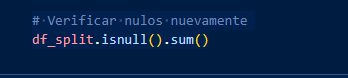 # Verificar nulos nuevamente
df_split.isnull().sum()